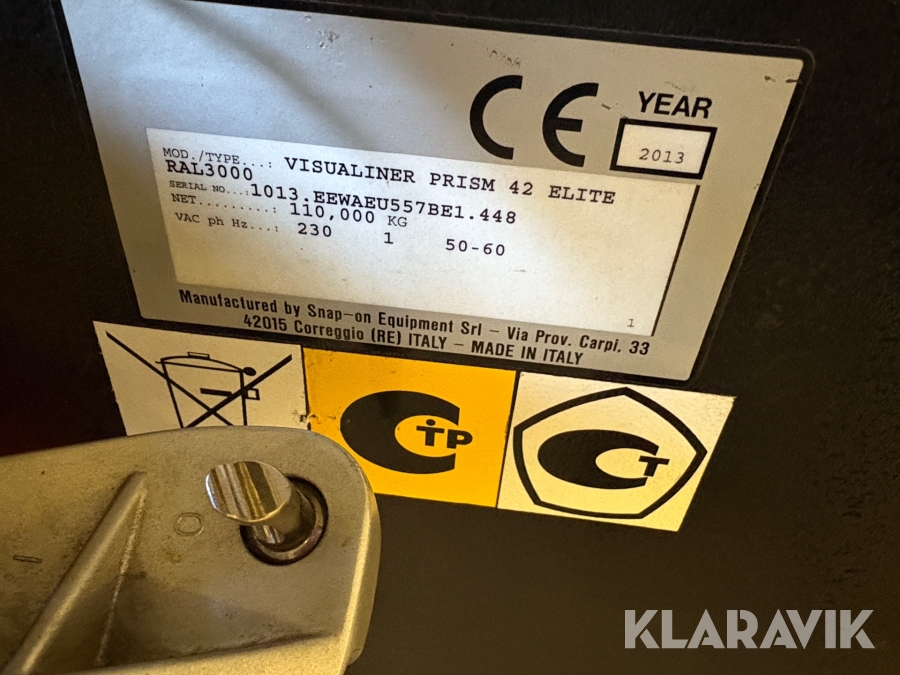 CE
YEAR
2013
MOD./TYPE...: VISUALINER PRISM 42 ELITE
RAL3000
SERIAL NO...:1013.EEWAEU557BE1.448
NET.........: 110,000 KG
VAC ph Hz...: 230 1 50-60
1
Manufactured by Snap-on Equipment Srl – Via Prov. Carpi, 33
42015 Correggio (RE) ITALY – MADE IN ITALY
KLARAVIK